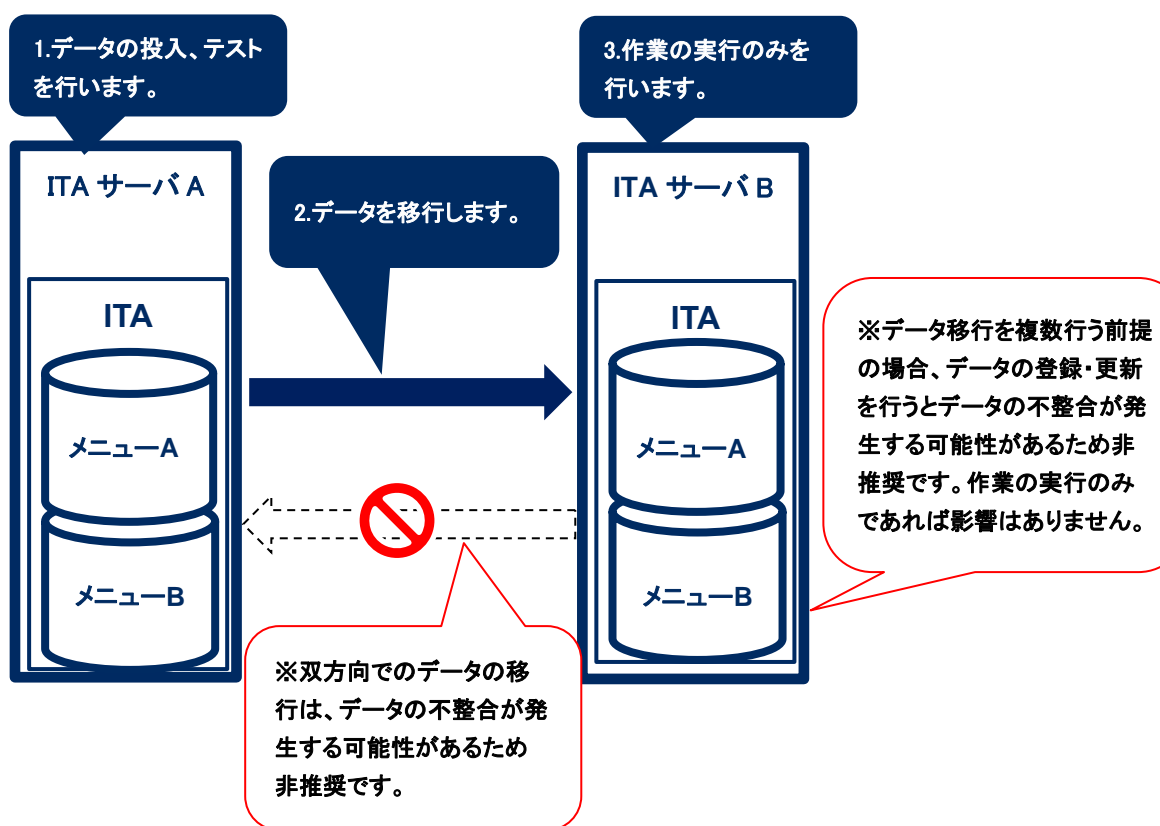 1.データの投入、テスト
を行います。
3.作業の実行のみを
行います。
ITA サーバ A
2.データを移行します。
ITA サーバ B
ITA
メニューA
メニューB
ITA
メニューA
メニューB
※データ移行を複数行う前提
の場合、データの登録・更新
を行うとデータの不整合が発
生する可能性があるため非
推奨です。作業の実行のみ
であれば影響はありません。
※双方向でのデータの移
行は、データの不整合が発
生する可能性があるため
非推奨です。